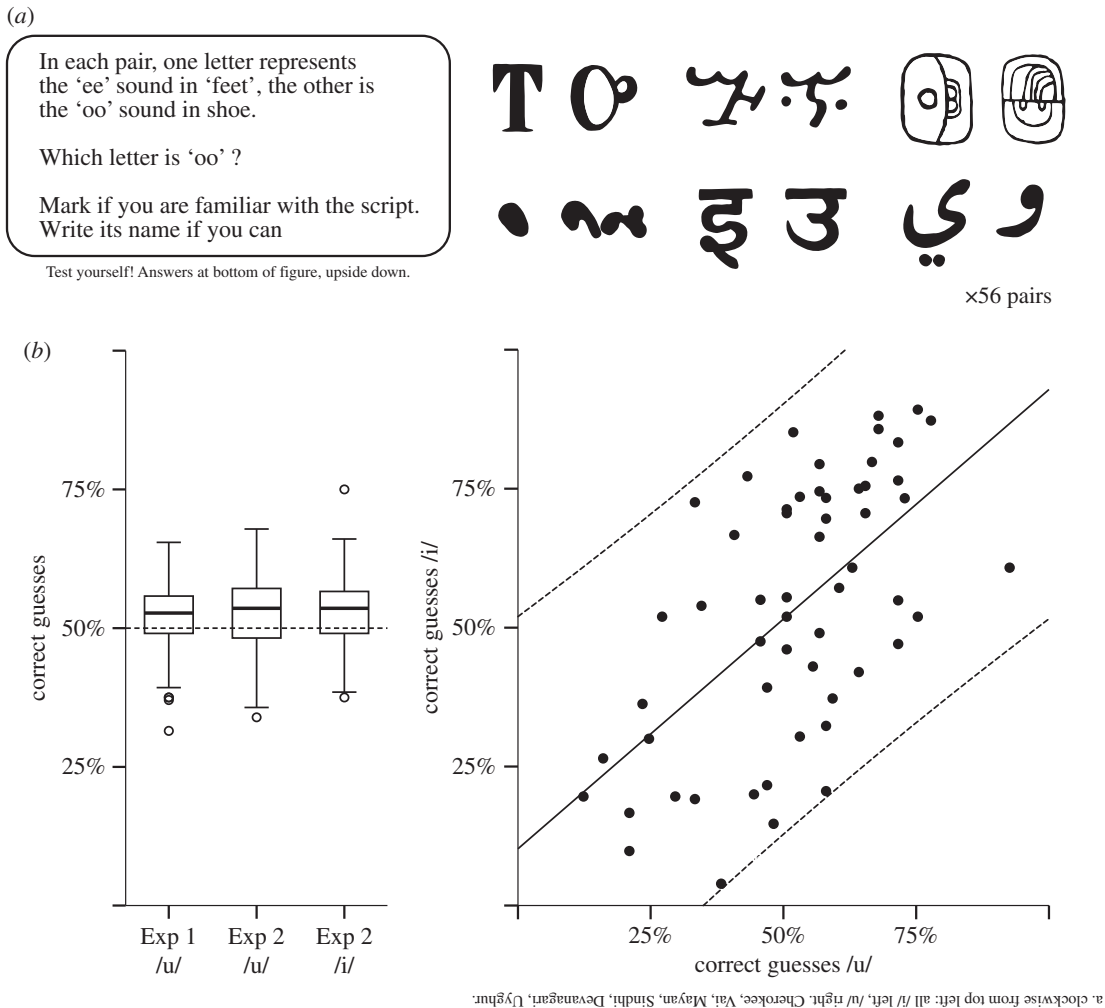 (a)
In each pair, one letter represents
the ‘ee’ sound in ‘feet’, the other is
the ‘oo’ sound in shoe.
Which letter is ‘oo’ ?
Mark if you are familiar with the script.
Write its name if you can
Test yourself! Answers at bottom of figure, upside down.
इ उ
ي و
×56 pairs
(b)
correct guesses
75%
50%
25%
Exp 1
/u/
Exp 2
/u/
Exp 2
/i/
correct guesses /i/
75%
50%
25%
25%
50%
75%
correct guesses /u/
a. clockwise from top left: all /i/ left, /u/ right. Cherokee, Vai, Mayan, Sindhi, Devanagari, Uyghur.